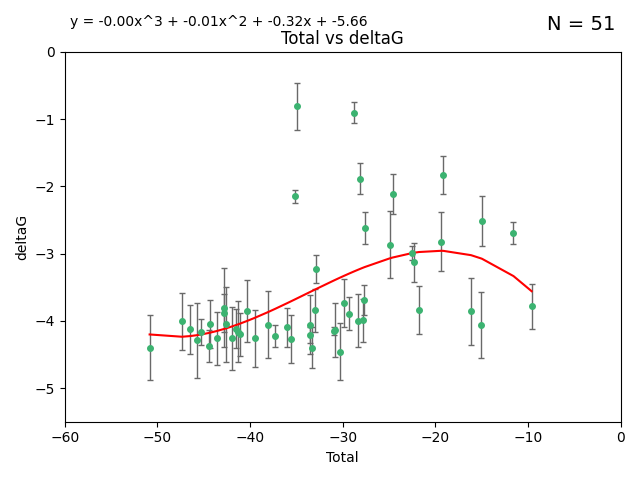 y = -0.00x^3 + -0.01x^2 + -0.32x + -5.66
N = 51
Total vs deltaG
0
−1
−2
−3
−4
−5
deltaG
−60 −50 −40 −30 −20 −10 0
Total